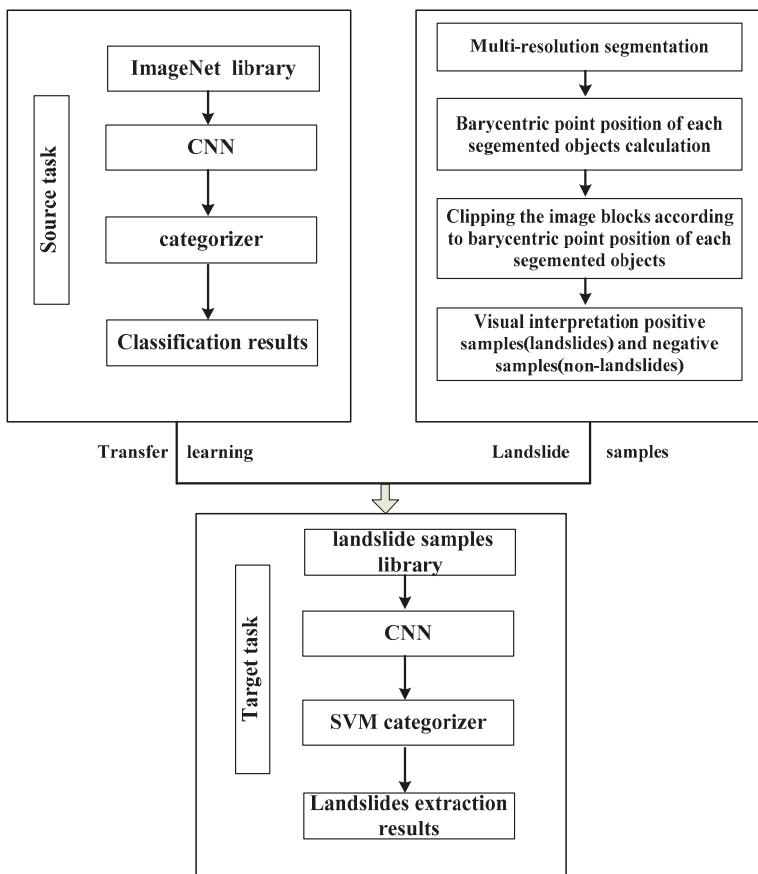 Source task
ImageNet library
CNN
categorizer
Classification results
Multi-resolution segmentation
Barycentric point position of each
segemented objects calculation
Clipping the image blocks according
to barycentric point position of each
segemented objects
Visual interpretation positive
samples(landslides) and negative
samples(non-landslides)
Transfer learning
Landslide samples
Target task
landslide samples
library
CNN
SVM categorizer
Landslides extraction
results